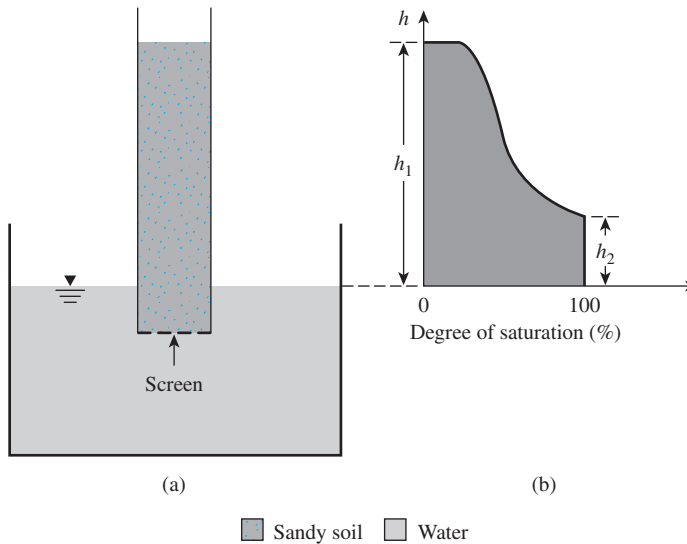 h
h1
h2
0
100
Degree of saturation (%)
Screen
(a)
(b)
Sandy soil
Water